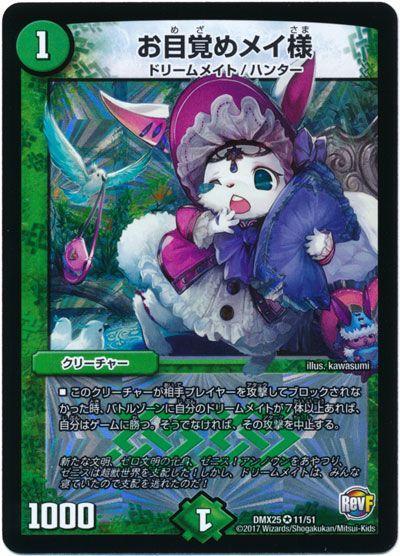 1
お目覚めメイ様
めざ さま
ドリームメイト/ハンター
illus. kawasumi
クリーチャー
■ このクリーチャーが相手プレイヤーを攻撃してブロックされな
かった時、バトルゾーンに自分のドリームメイトが7体以上あれば、
自分はゲームに勝つ。そうでなければ、その攻撃を中止する。
新たな文明、ゼロ文明の化身、ゼニス!アンノウンをあやつり、
ゼニスは超獣世界を支配した!しかし、ドリームメイトは、みんな
寝ていたので支配を逃れたのだ!
RevF
1000
1
DMX25 ✪ 11/51
©2017 Wizards/Shogakukan/Mitsui-Kids